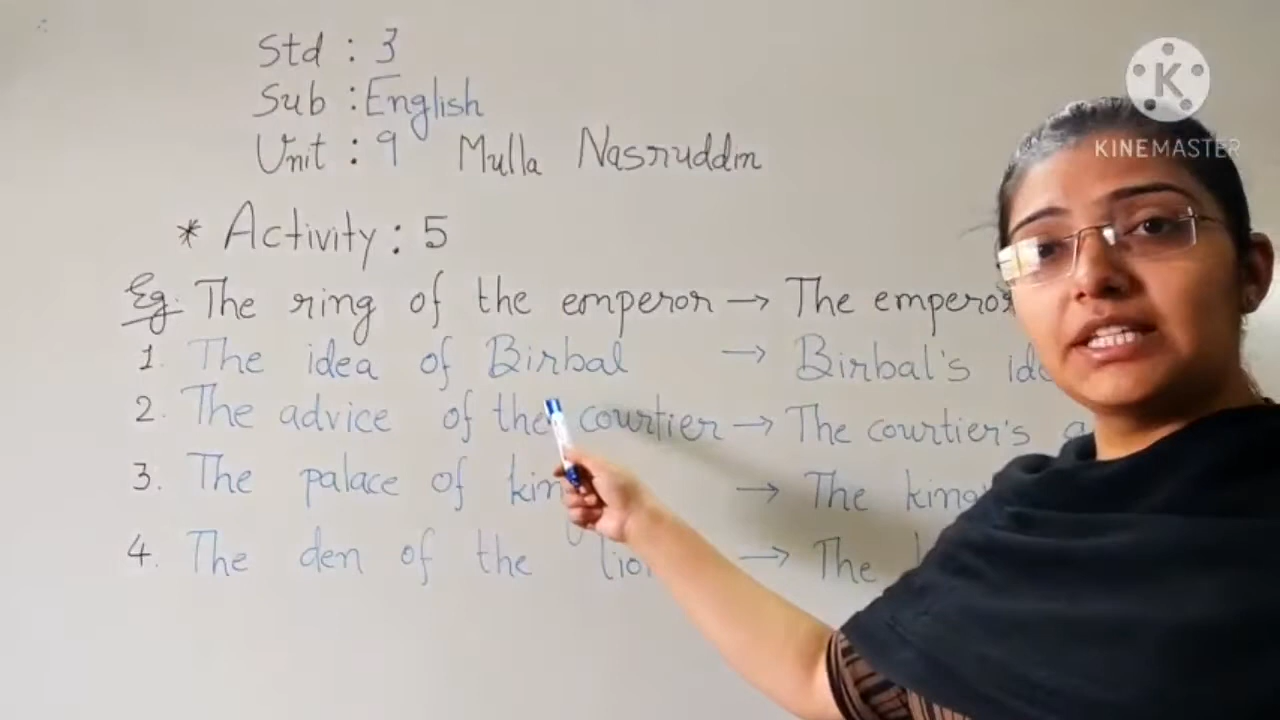 Std : 3
Sub : English
Unit : 9 Mulla Nasruddin
* Activity : 5
Eg. The ring of the emperor → The emperor
1. The idea of Birbal → Birbal's
2. The advice of the courtier → The courtier's
3. The palace of → The
4. The den of the → The
K
KINEMASTER